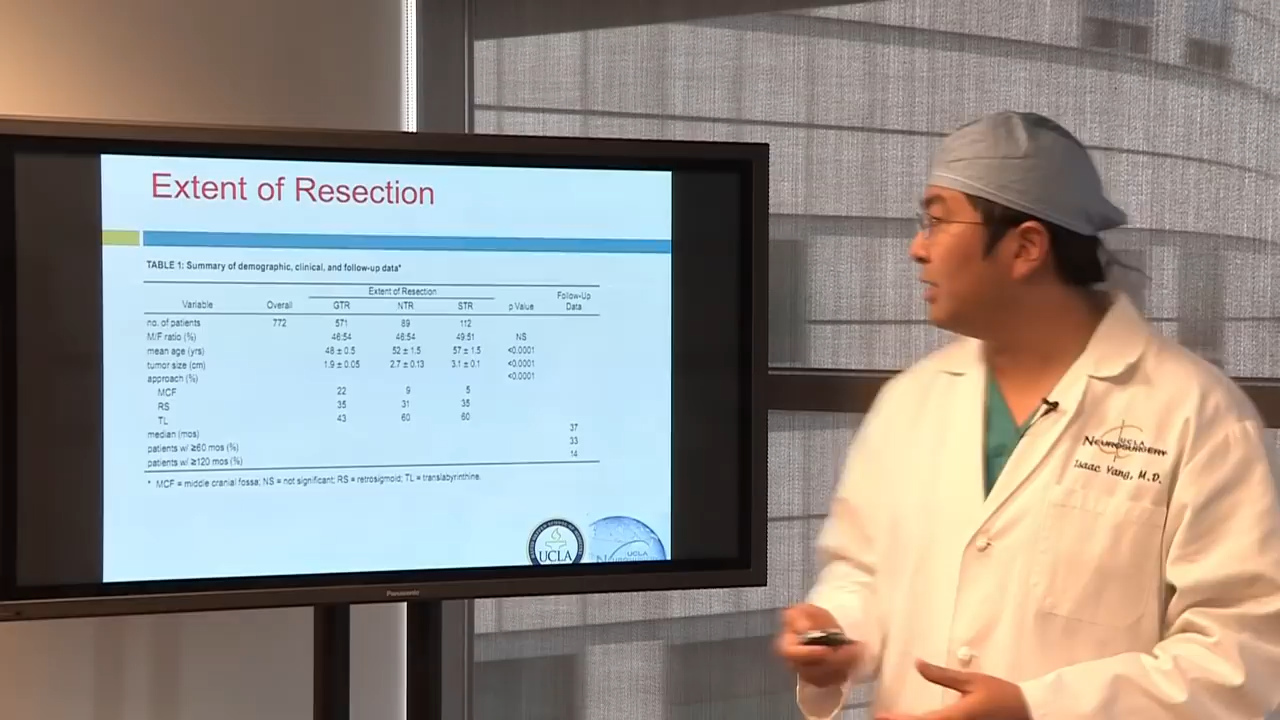 Extent of Resection
TABLE 1: Summary of demographic, clinical, and follow-up data*
Extent of Resection
Variable Overall GTR NTR STR p Value Follow-Up Data
no. of patients 772 571 89 112
M/F ratio (%) 46:54 46:54 49:51 NS
mean age (yrs) 48 ± 0.5 52 ± 1.5 57 ± 1.5 <0.0001
tumor size (cm) 1.9 ± 0.05 2.7 ± 0.13 3.1 ± 0.1 <0.0001
approach (%) <0.0001
MCF 22 9 5
RS 35 31 35
TL 43 60 60
median (mos) 37
patients w/ ≥60 mos (%) 33
patients w/ ≥120 mos (%) 14
* MCF = middle cranial fossa; NS = not significant; RS = retrosigmoid; TL = translabyrinthine.
UCLA
UCLA
Panasonic
UCLA
NEUROSURGERY
Isaac Yang, M.D.